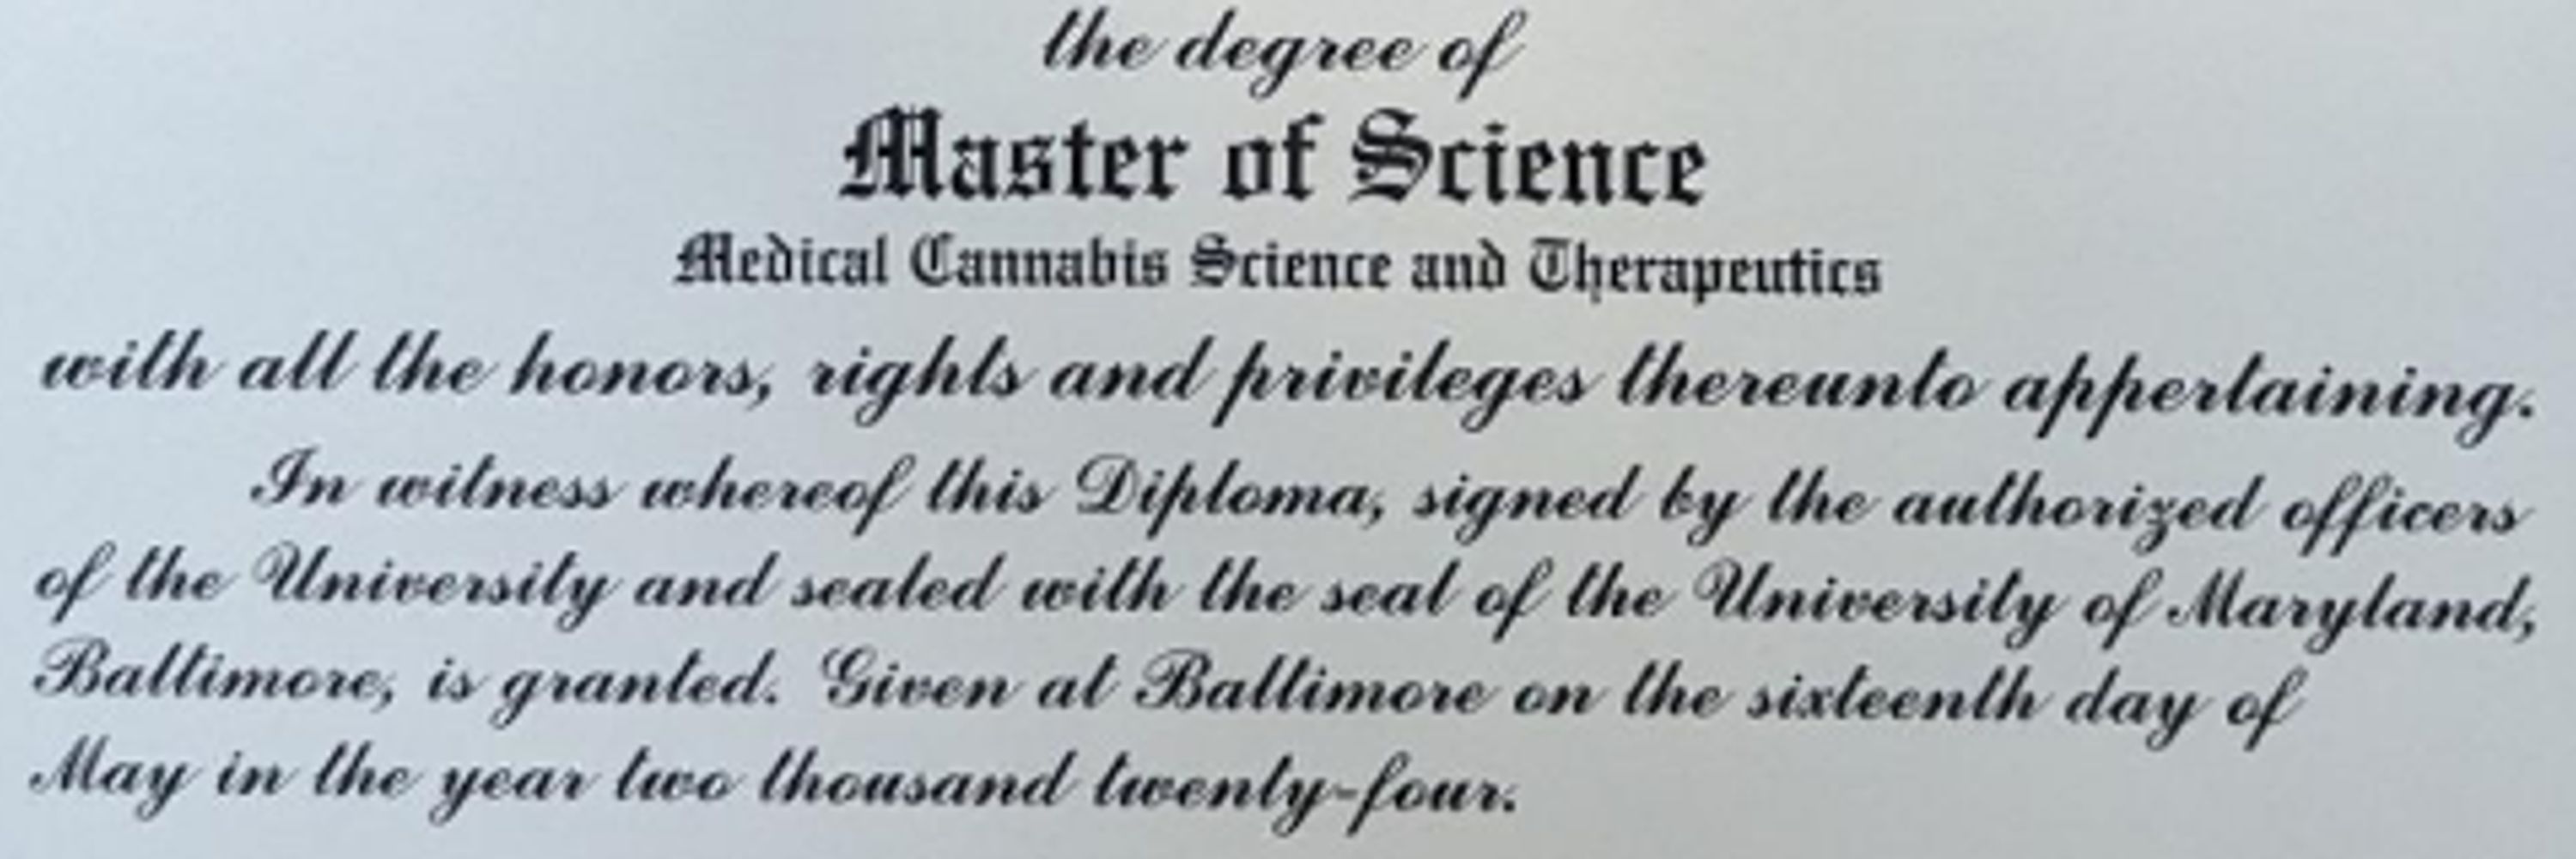 the degree of
Master of Science
Medical Cannabis Science and Therapeutics
with all the honors, rights and privileges thereunto appertaining.
In witness whereof this Diploma, signed by the authorized officers
of the University and sealed with the seal of the University of Maryland,
Baltimore, is granted. Given at Baltimore on the sixteenth day of
May in the year two thousand twenty-four.